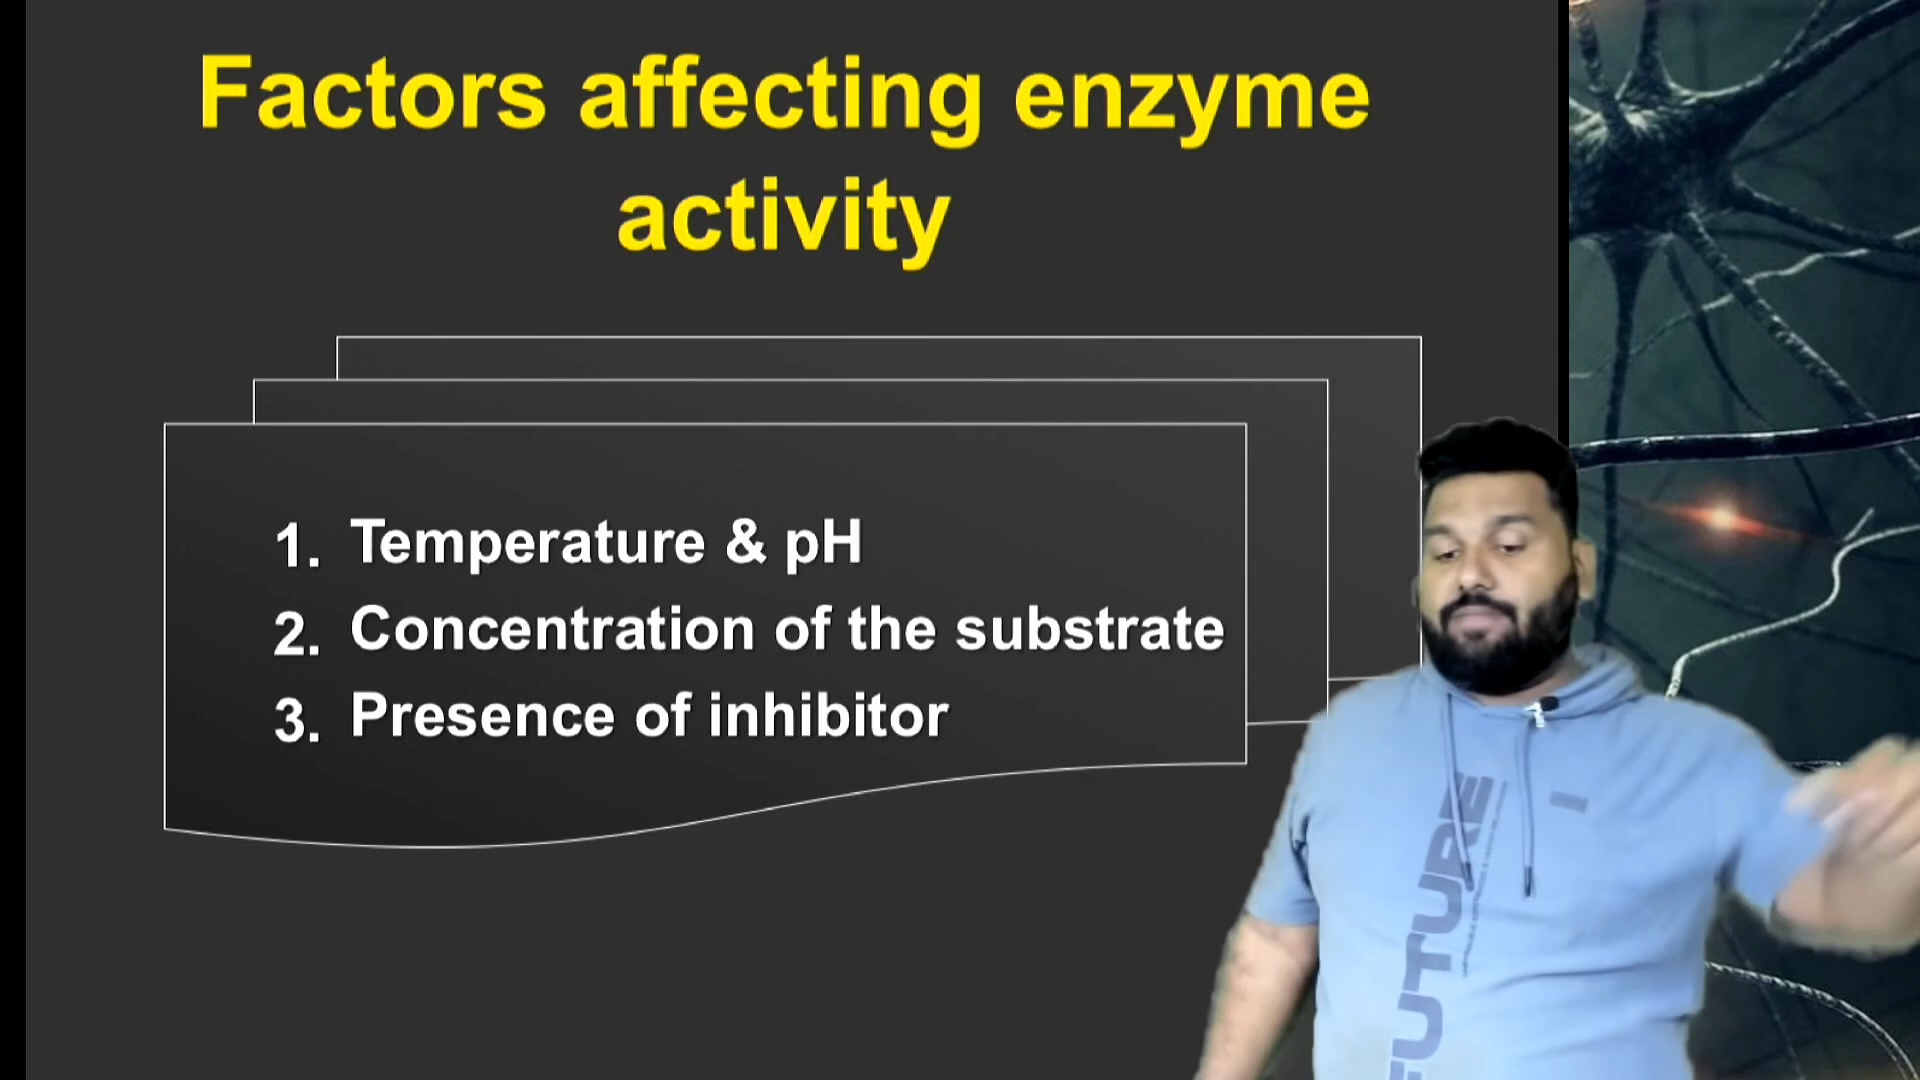 Factors affecting enzyme
activity
1. Temperature & pH
2. Concentration of the substrate
3. Presence of inhibitor
FUTURE